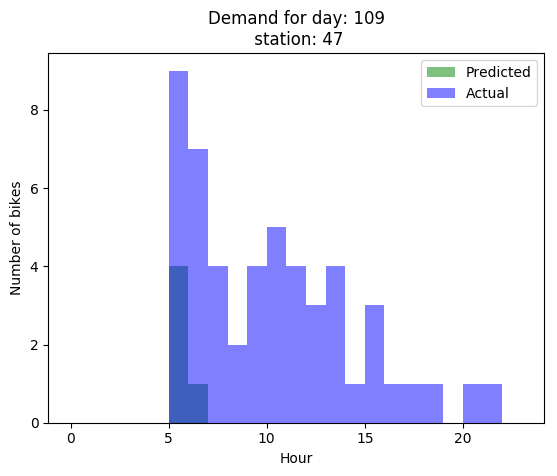 Demand for day: 109
station: 47
Predicted
Actual
Number of bikes
8
6
4
2
0
0
5
10
15
20
Hour